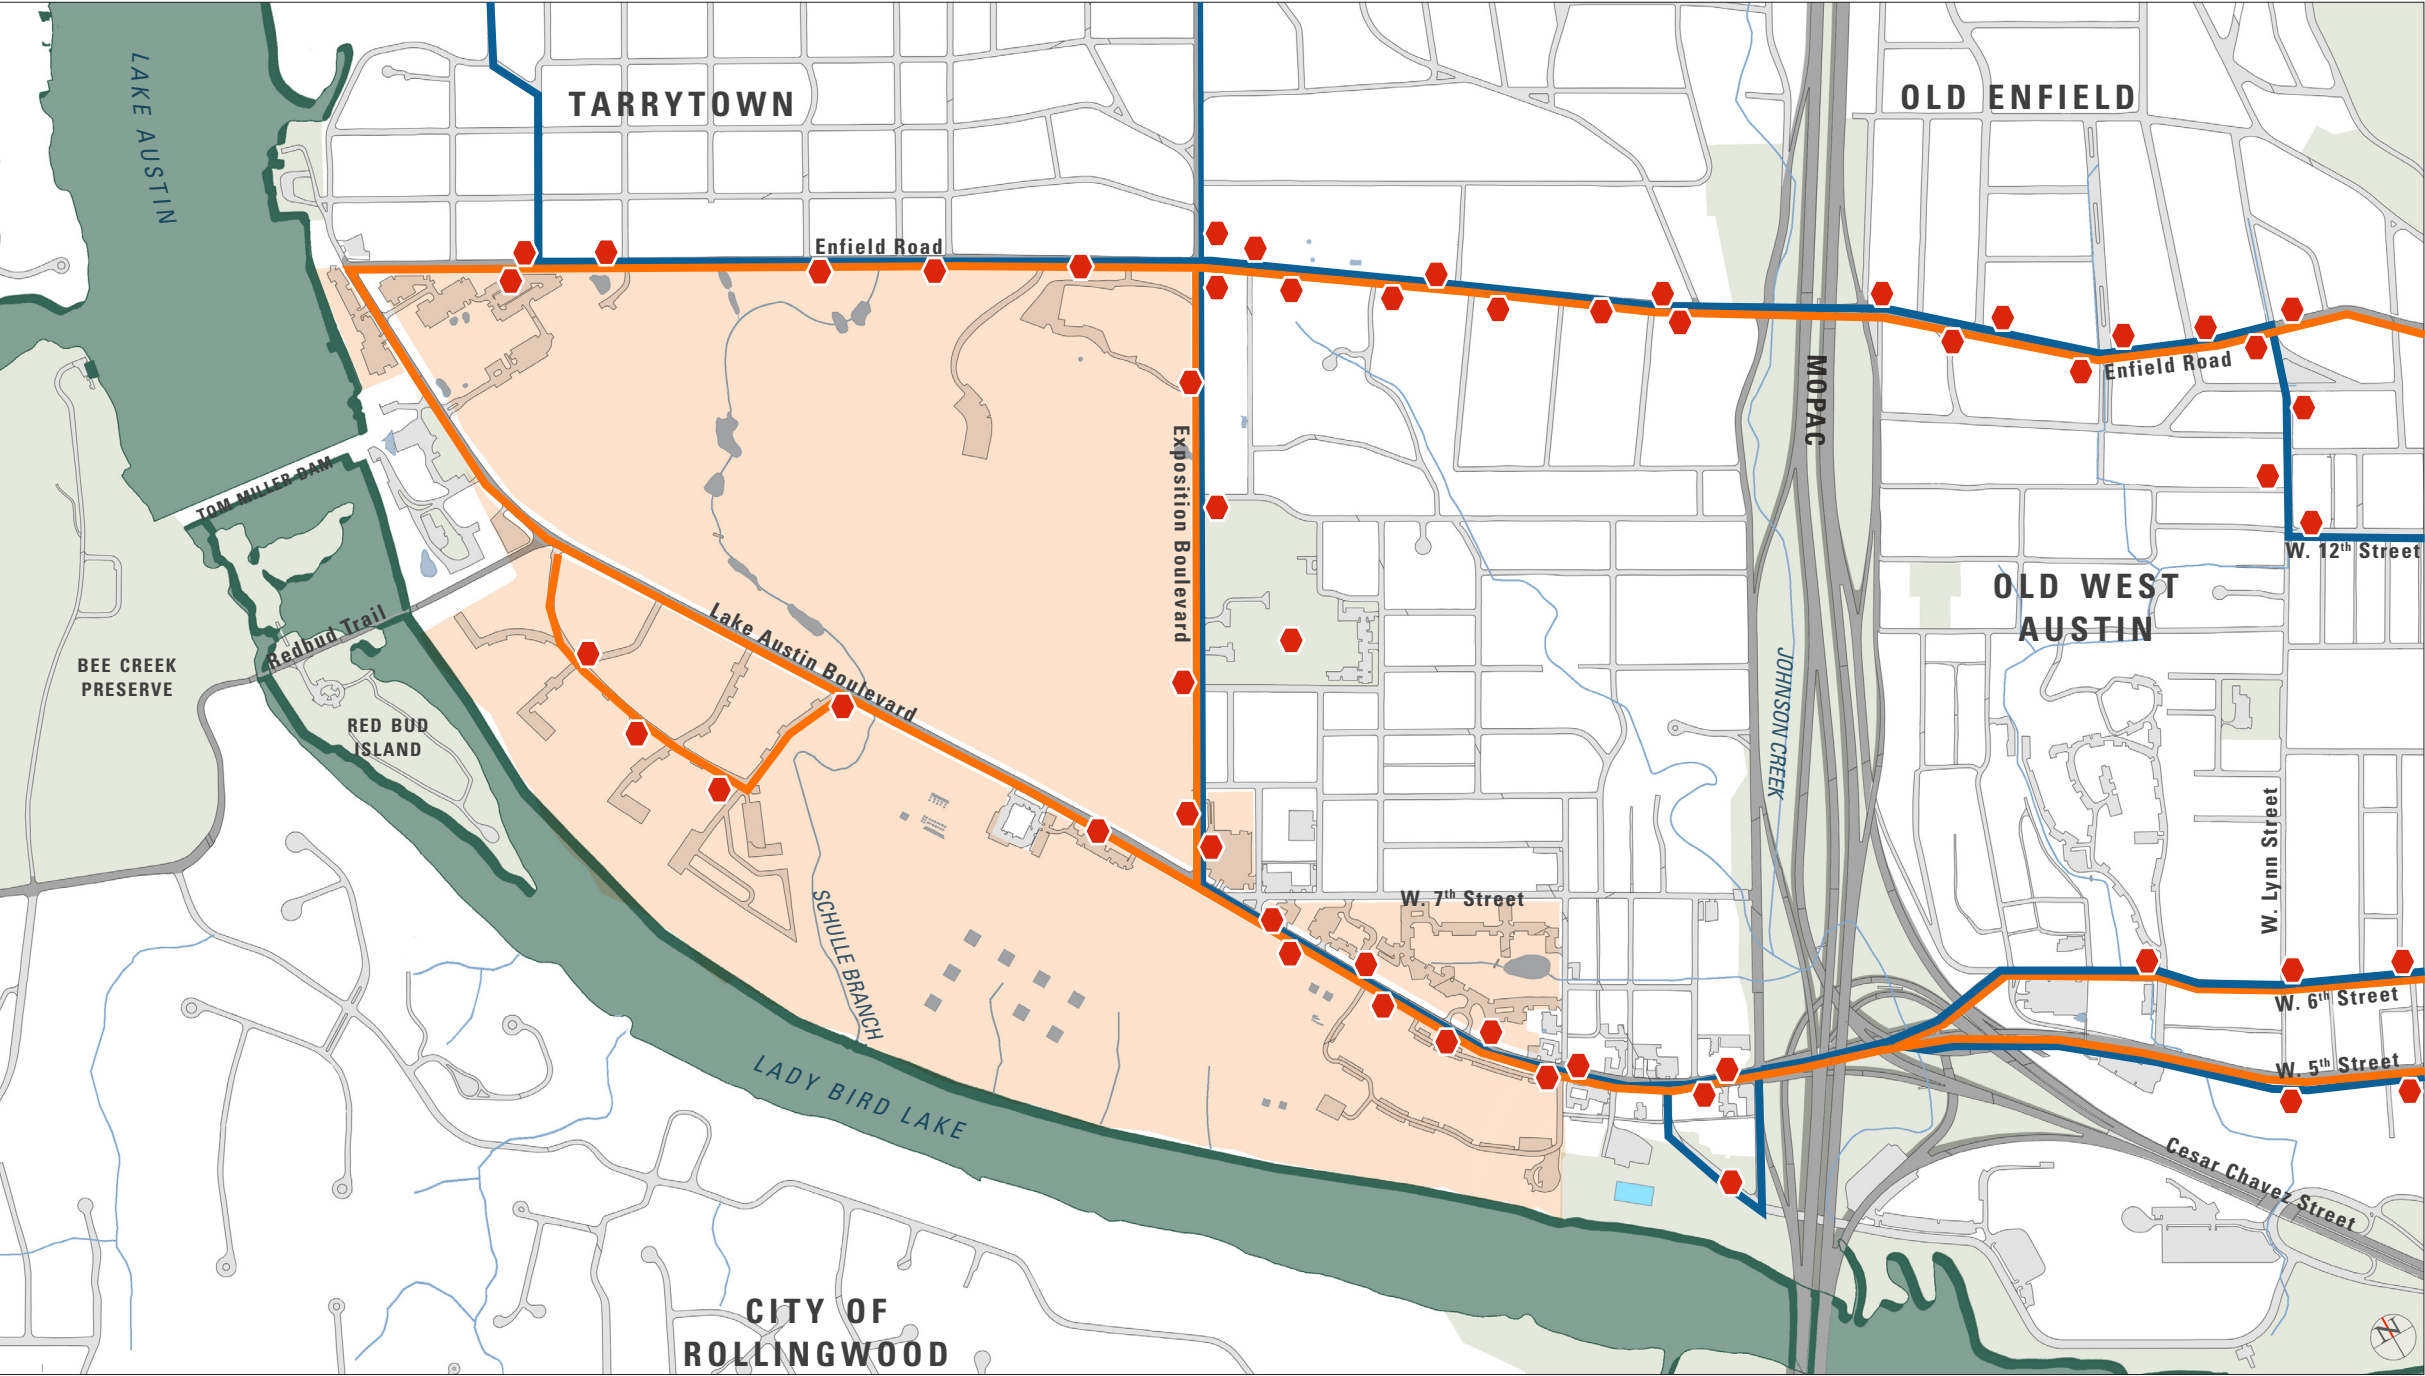 LAKE AUSTIN
TARRYTOWN
OLD ENFIELD
Enfield Road
MOPAC
Enfield Road
Exposition Boulevard
TOM MILLER DAM
W. 12th Street
OLD WEST
AUSTIN
Redbud Trail
Lake Austin Boulevard
BEE CREEK
PRESERVE
RED BUD
ISLAND
JOHNSON CREEK
W. Lynn Street
W. 7th Street
SCHULLE BRANCH
W. 6th Street
W. 5th Street
LADY BIRD LAKE
Cesar Chavez Street
CITY OF
ROLLINGWOOD
N